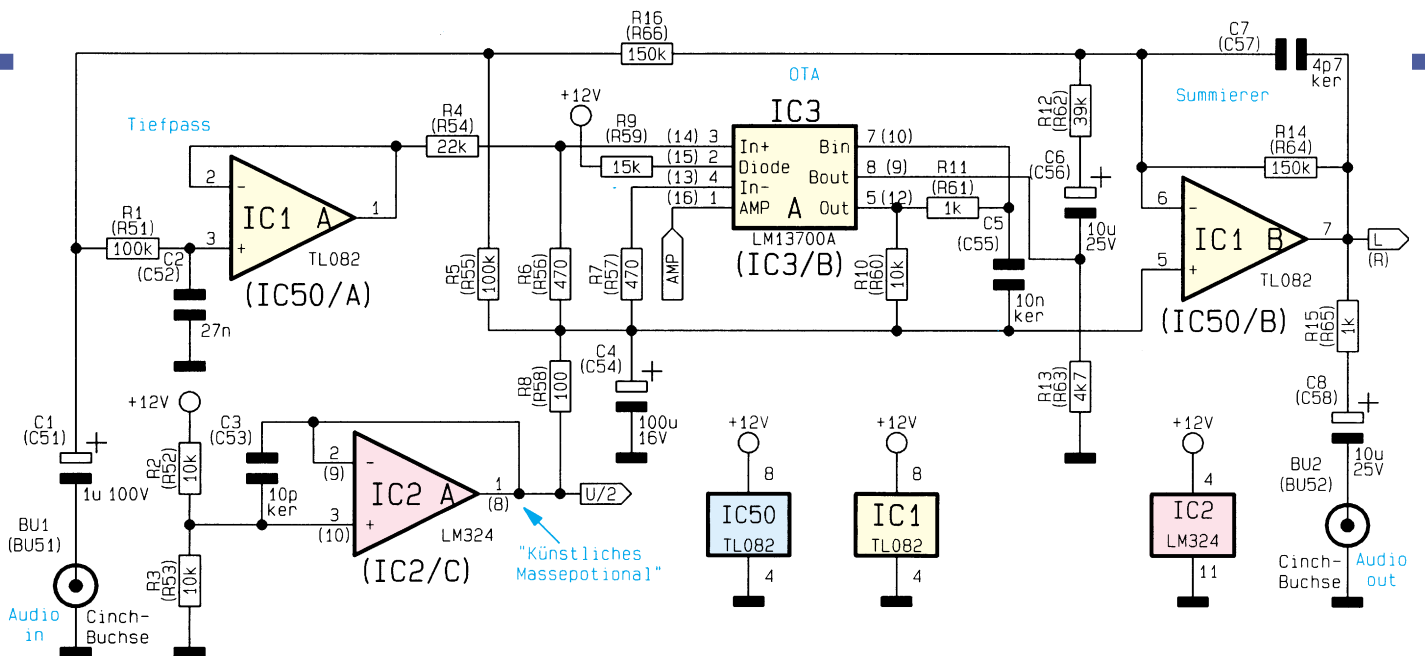 R16
(R66)
150k
C7
(C57)
4p7
ker
OTA
Summierer
Tiefpass
R4
(R54)
22k
+12V
R9
(R59)
15k
IC3
(14) 3
(15) 2
(13) 4
(16) 1
In+
Diode
In-
AMP
Bin
Bout
Out
A
7 (10)
8 (9)
5 (12)
LM13700A
(IC3/B)
R11
(R61)
1k
R12
(R62)
39k
C6
(C56)
+
10u
25V
R14
(R64)
150k
2
3
-
+
IC1 A
1
TL082
(IC50/A)
R1
(R51)
100k
C2
(C52)
27n
R5
(R55)
100k
R6
(R56)
470
R7
(R57)
470
AMP
R10
(R60)
10k
C5
(C55)
10n
ker
6
5
-
+
IC1 B
7
TL082
(IC50/B)
L
(R)
R15
(R65)
1k
C8
(C58)
+
10u
25V
BU2
(BU52)
Cinch-
Buchse
Audio
out
R8
(R58)
100
C4
(C54)
+
100u
16V
R13
(R63)
4k7
C1
(C51)
+
1u 100V
BU1
(BU51)
Audio
in
Cinch-
Buchse
+12V
R2
(R52)
10k
R3
(R53)
10k
C3
(C53)
10p
ker
2
(9)
3
(10)
-
+
IC2 A
1
(8)
LM324
(IC2/C)
U/2
"Künstliches
Massepotional"
+12V
8
IC50
TL082
4
+12V
8
IC1
TL082
4
+12V
4
IC2
LM324
11